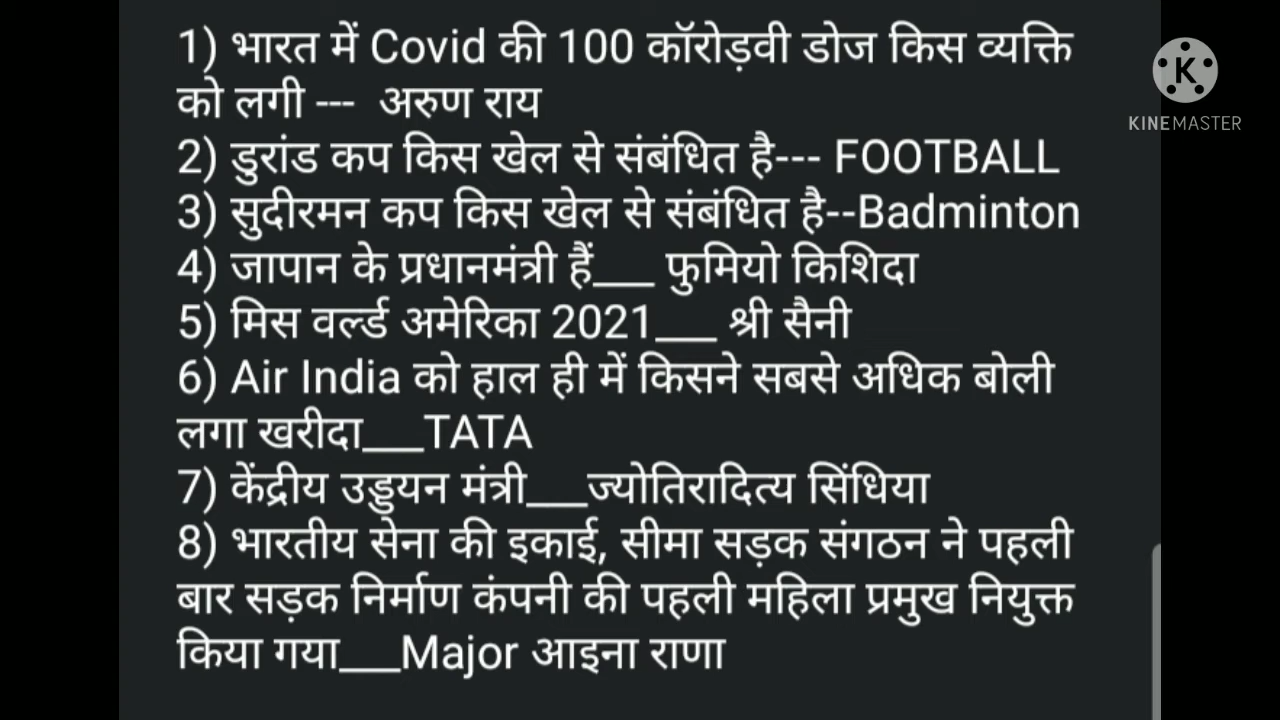 1) भारत में Covid की 100 कॉरोड़वी डोज किस व्यक्ति
को लगी --- अरुण राय
2) डुरांड कप किस खेल से संबंधित है--- FOOTBALL
3) सुदीरमन कप किस खेल से संबंधित है--Badminton
4) जापान के प्रधानमंत्री हैं___ फुमियो किशिदा
5) मिस वर्ल्ड अमेरिका 2021___ श्री सैनी
6) Air India को हाल ही में किसने सबसे अधिक बोली
लगा खरीदा___TATA
7) केंद्रीय उड्डयन मंत्री___ज्योतिरादित्य सिंधिया
8) भारतीय सेना की इकाई, सीमा सड़क संगठन ने पहली
बार सड़क निर्माण कंपनी की पहली महिला प्रमुख नियुक्त
किया गया___Major आइना राणा
K
KINEMASTER